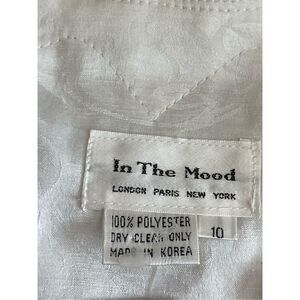 In The Mood
LONDON PARIS NEW YORK
100% POLYESTER
DRY CLEAN ONLY
MADE IN KOREA
10